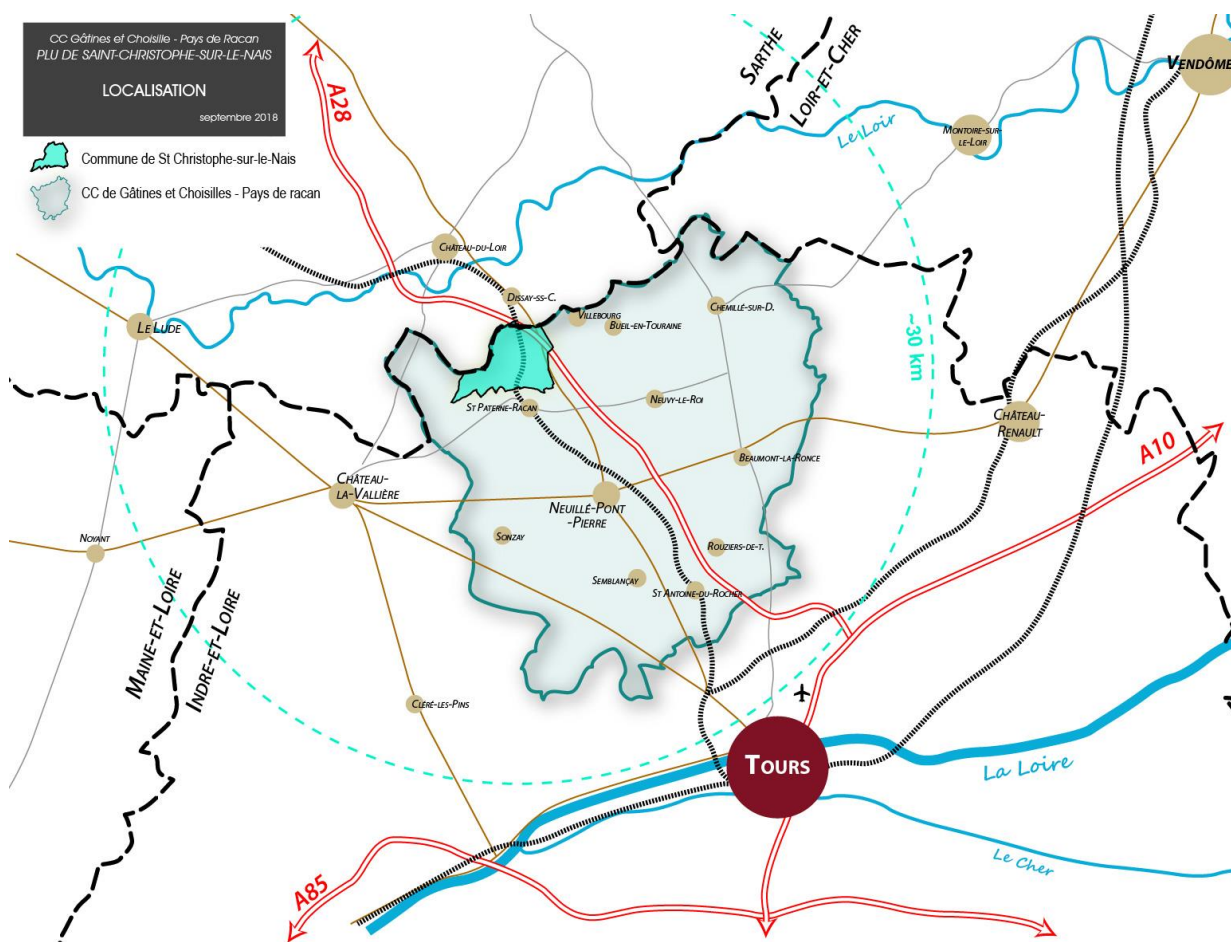 CC Gâtines et Choisille - Pays de Racan
PLU DE SAINT-CHRISTOPHE-SUR-LE-NAIS
LOCALISATION
septembre 2018
Commune de St Christophe-sur-le-Nais
CC de Gâtines et Choisilles - Pays de racan
A28
SARTHE
LOIR-ET-CHER
VENDÔME
Le Loir
MONTOIRE-SUR-
LE-LOIR
CHÂTEAU-DU-LOIR
DISSAY-SS-C.
VILLEBOURG
BUEIL-EN-TOURAINE
CHEMILLÉ-SUR-D.
LE LUDE
~30 km
ST PATERNE-RACAN
NEUVY-LE-ROI
CHÂTEAU-
RENAULT
A10
BEAUMONT-LA-RONCE
CHÂTEAU-
LA-VALLIÈRE
NEUILLÉ-PONT
-PIERRE
NOYANT
SONZAY
ROUZIERS-DE-T.
SEMBLANÇAY
ST ANTOINE-DU-ROCHER
MAINE-ET-LOIRE
INDRE-ET-LOIRE
CLÉRÉ-LES-PINS
TOURS
La Loire
Le Cher
A85